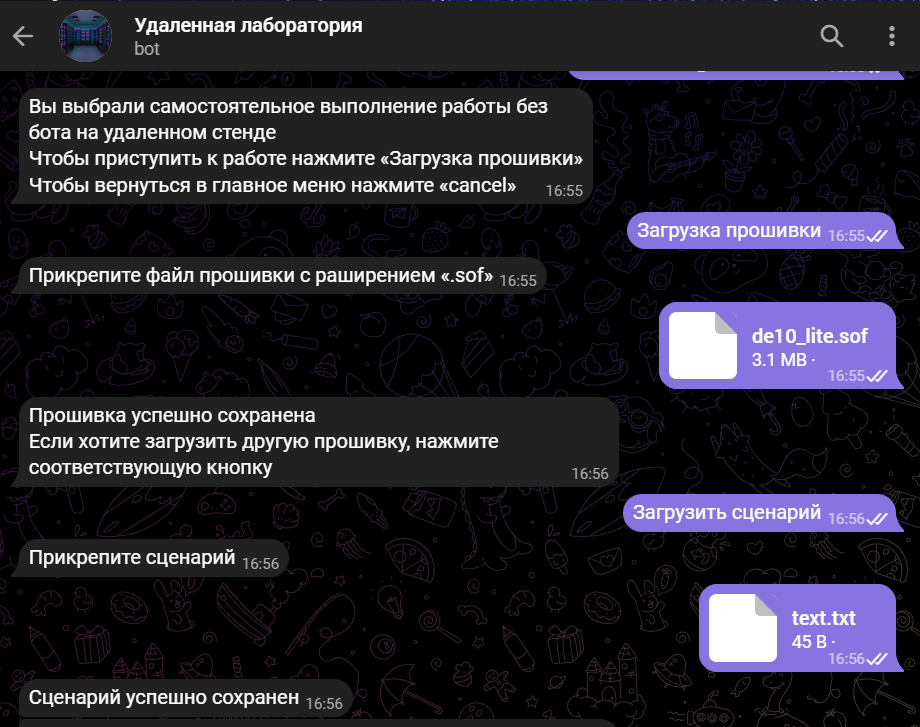 Удаленная лаборатория
bot
Вы выбрали самостоятельное выполнение работы без
бота на удаленном стенде
Чтобы приступить к работе нажмите «Загрузка прошивки»
Чтобы вернуться в главное меню нажмите «cancel» 16:55
Загрузка прошивки 16:55
Прикрепите файл прошивки с раширением «.sof» 16:55
de10_lite.sof
3.1 MB ·
16:55
Прошивка успешно сохранена
Если хотите загрузить другую прошивку, нажмите
соответствующую кнопку
16:56
Загрузить сценарий 16:56
Прикрепите сценарий 16:56
text.txt
45 B ·
16:56
Сценарий успешно сохранен 16:56